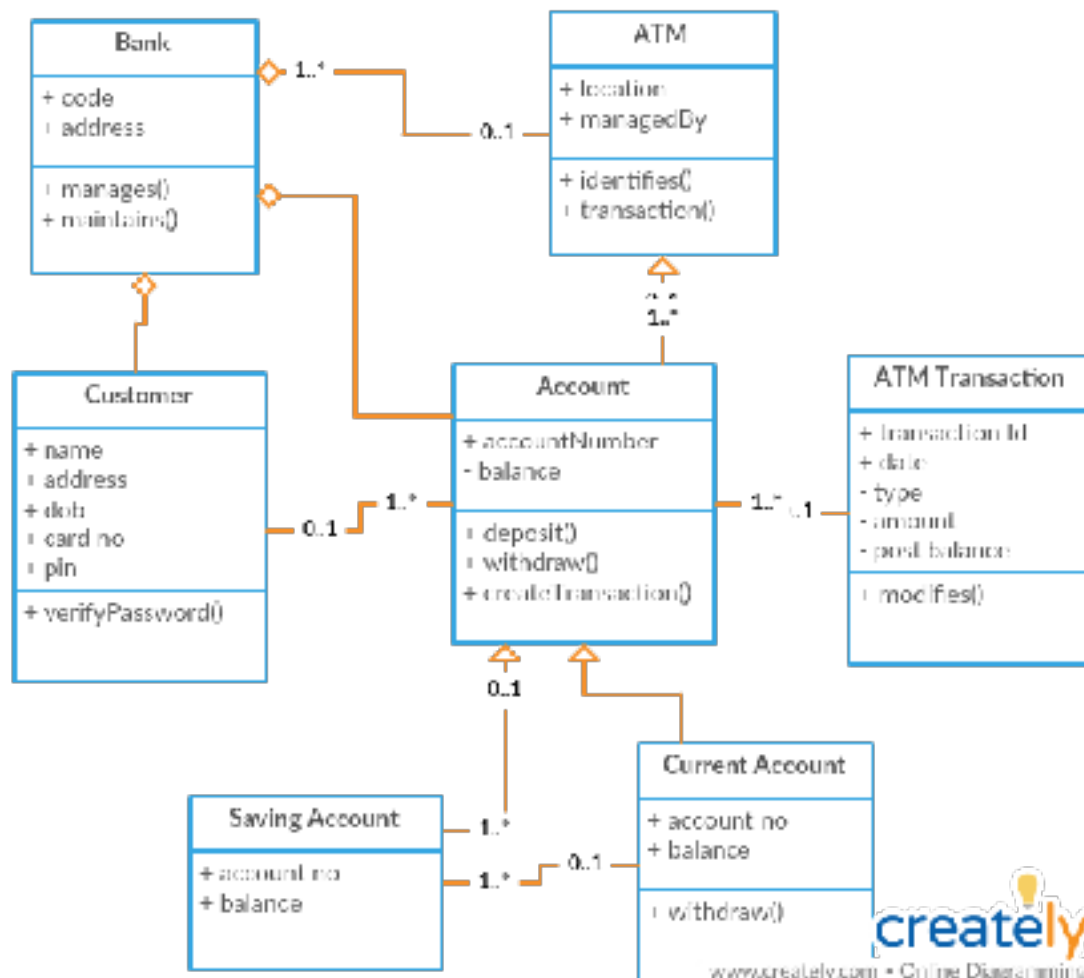 Bank
+ code
+ address
+ manages()
+ maintains()
1..*
0..1
ATM
+ location
+ managedBy
+ identifies()
+ transaction()
1..*
Customer
+ name
+ address
+ dob
+ card no
+ pin
+ verifyPassword()
0..1
1..*
Account
+ accountNumber
- balance
+ deposit()
+ withdraw()
+ createTransaction()
1..*
ATM Transaction
+ transaction Id
+ date
- type
- amount
- post balance
+ modifies()
0..1
1..*
Saving Account
+ account no
+ balance
1..*
0..1
Current Account
+ account no
+ balance
+ withdraw()
creately
www.creately.com • Online Diagramming